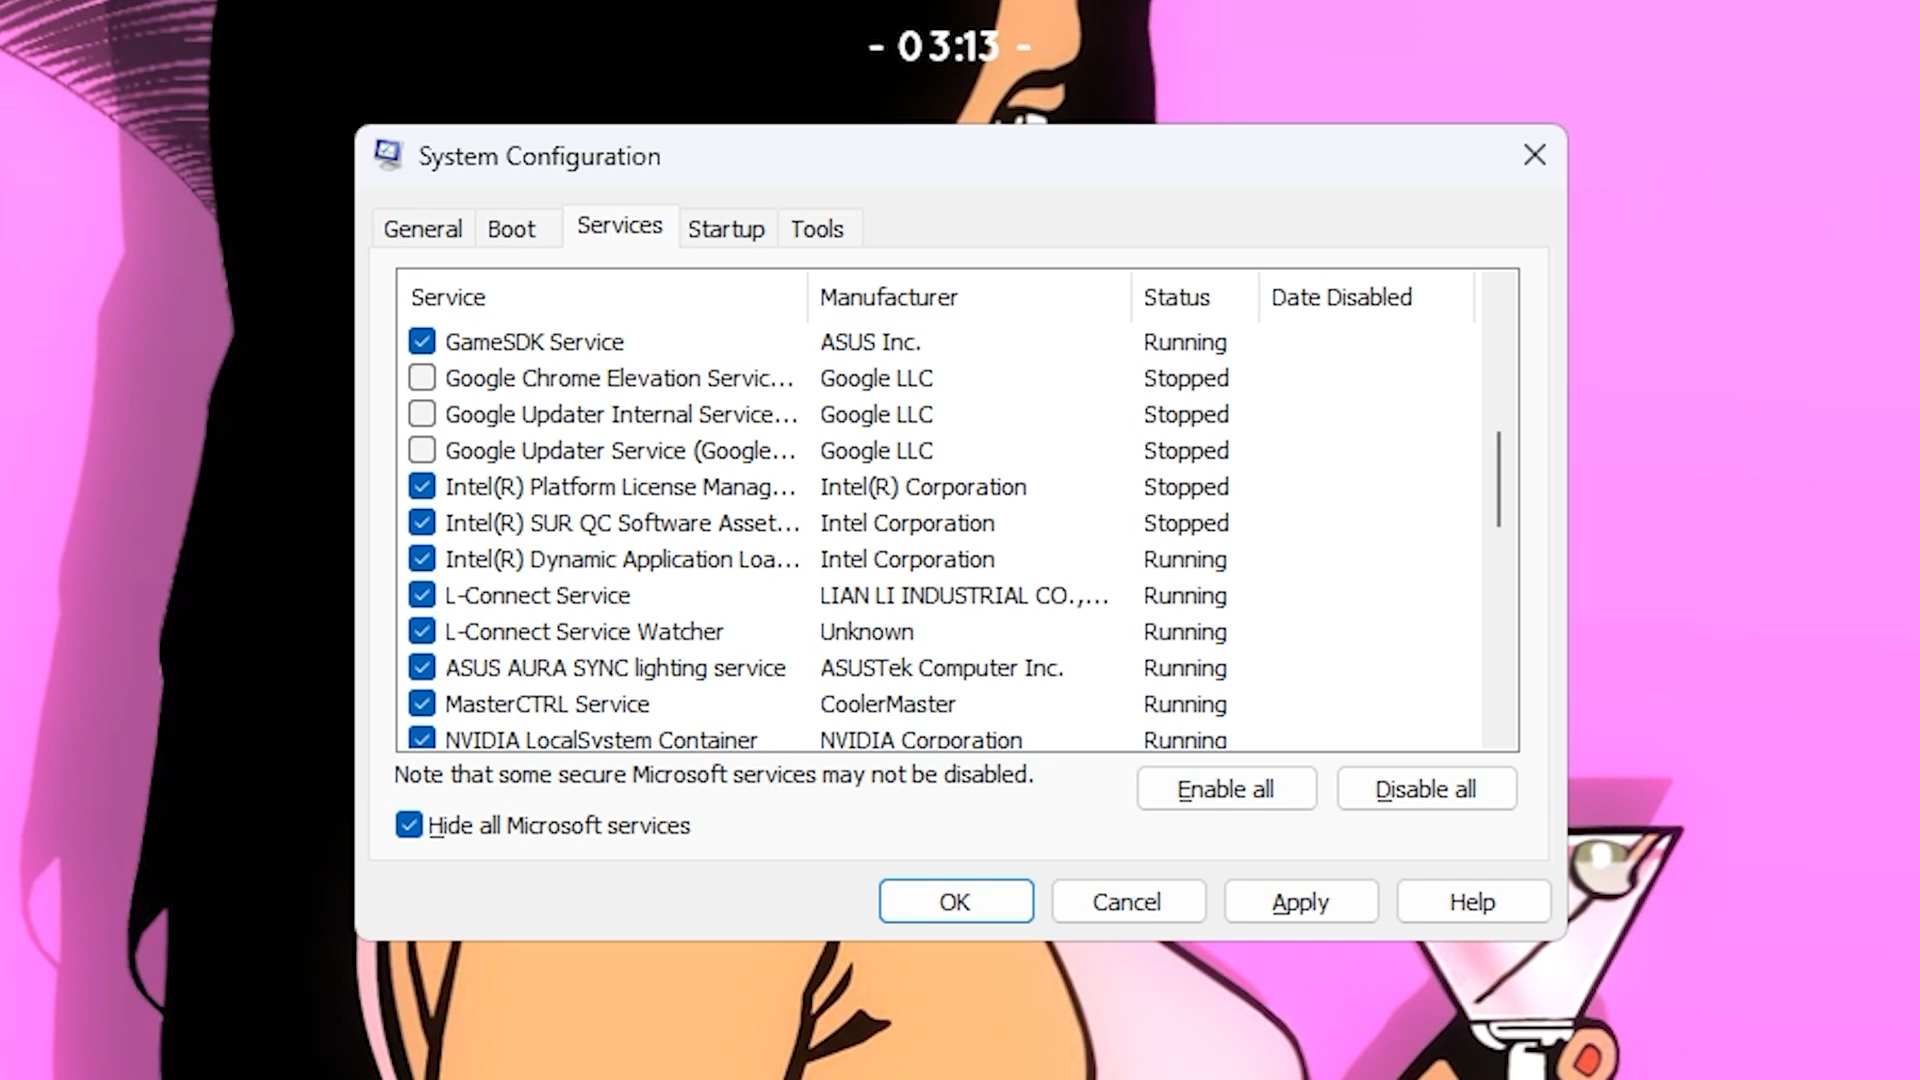 - 03:13 -
System Configuration
General Boot Services Startup Tools
Service Manufacturer Status Date Disabled
GameSDK Service ASUS Inc. Running
Google Chrome Elevation Servic... Google LLC Stopped
Google Updater Internal Service... Google LLC Stopped
Google Updater Service (Google... Google LLC Stopped
Intel(R) Platform License Manag... Intel(R) Corporation Stopped
Intel(R) SUR QC Software Asset... Intel Corporation Stopped
Intel(R) Dynamic Application Loa... Intel Corporation Running
L-Connect Service LIAN LI INDUSTRIAL CO.,... Running
L-Connect Service Watcher Unknown Running
ASUS AURA SYNC lighting service ASUSTek Computer Inc. Running
MasterCTRL Service CoolerMaster Running
NVIDIA LocalSystem Container NVIDIA Corporation Running
Note that some secure Microsoft services may not be disabled.
Enable all Disable all
Hide all Microsoft services
OK Cancel Apply Help